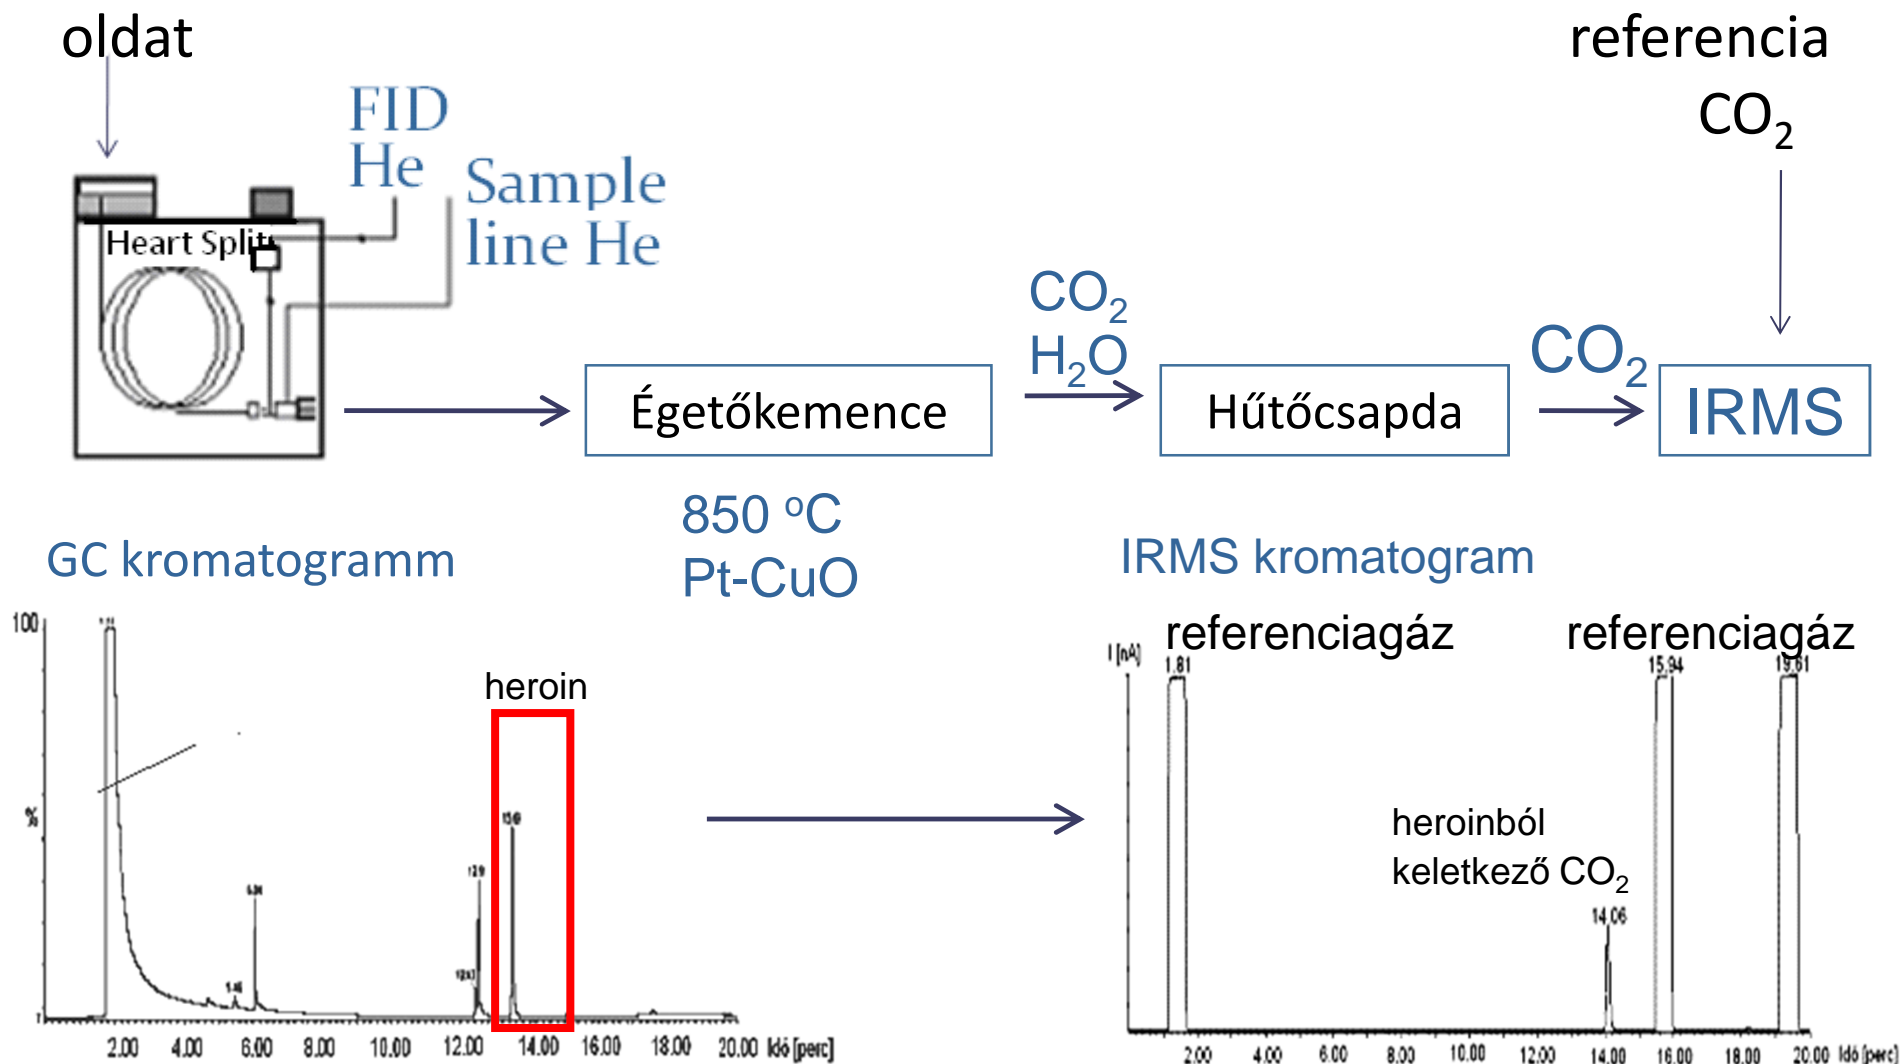 oldat
referencia
CO₂
FID
He
Sample
line He
Heart Split
CO₂
H₂O
CO₂
Égetőkemence
Hűtőcsapda
IRMS
850 °C
Pt-CuO
GC kromatogramm
IRMS kromatogram
100
%
heroin
2.00 4.00 6.00 8.00 10.00 12.00 14.00 16.00 18.00 20.00 Idő [perc]
referenciagáz
referenciagáz
I [nA]
1.81
15.94
19.61
heroinból
keletkező CO₂
14.06
2.00 4.00 6.00 8.00 10.00 12.00 14.00 16.00 18.00 20.00 Idő [perc]